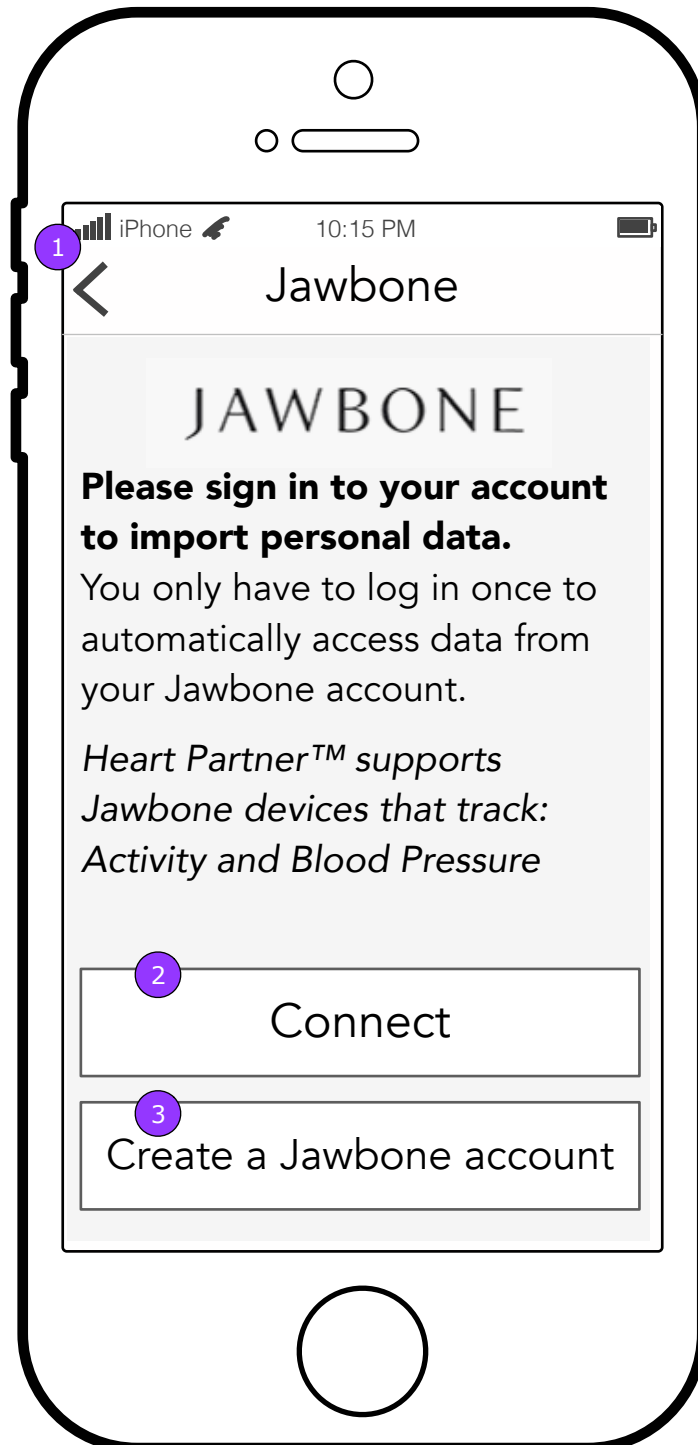 iPhone 10:15 PM
1
Jawbone
JAWBONE
Please sign in to your account
to import personal data.
You only have to log in once to
automatically access data from
your Jawbone account.
Heart Partner™ supports
Jawbone devices that track:
Activity and Blood Pressure
2
Connect
3
Create a Jawbone account